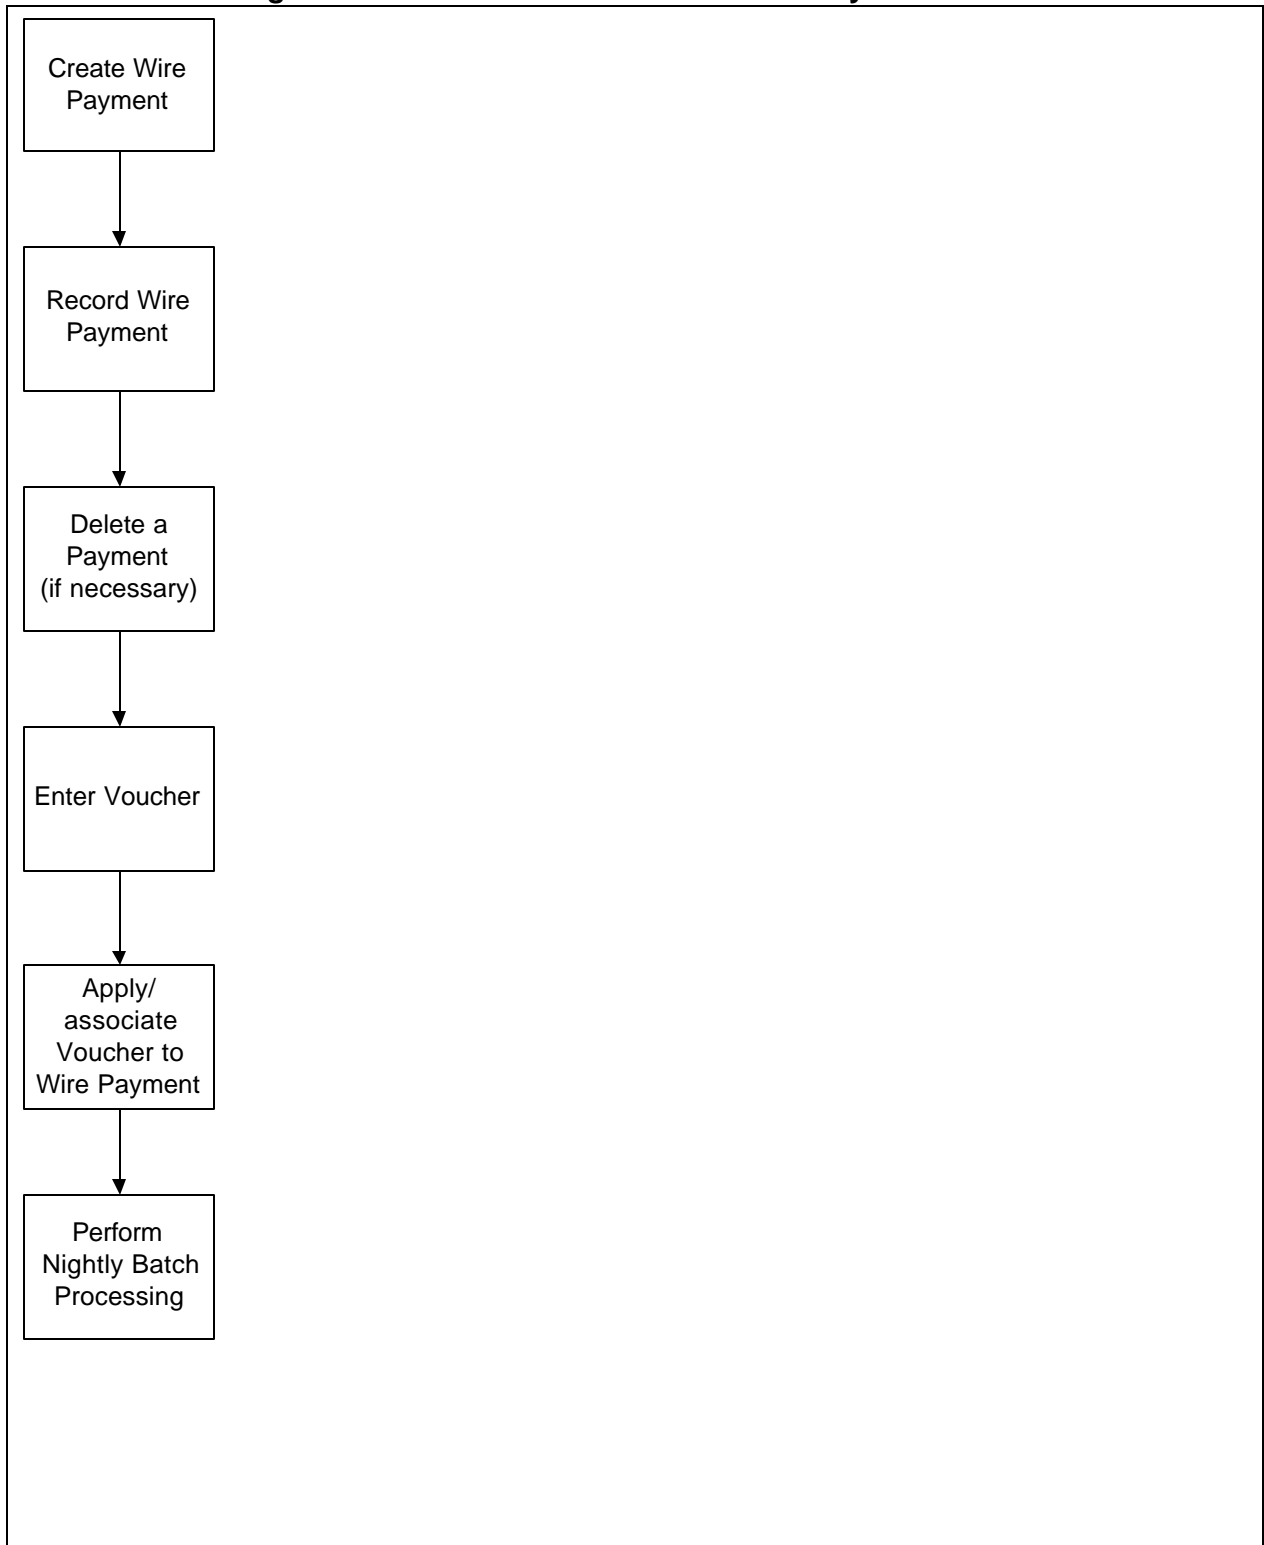 Create Wire
Payment
Record Wire
Payment
Delete a
Payment
(if necessary)
Enter Voucher
Apply/
associate
Voucher to
Wire Payment
Perform
Nightly Batch
Processing